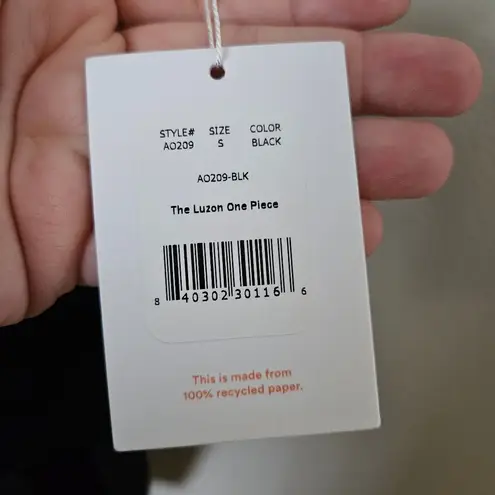 STYLE# SIZE COLOR
AO209 S BLACK
AO209-BLK
The Luzon One Piece
8 40302 30116 6
This is made from
100% recycled paper.